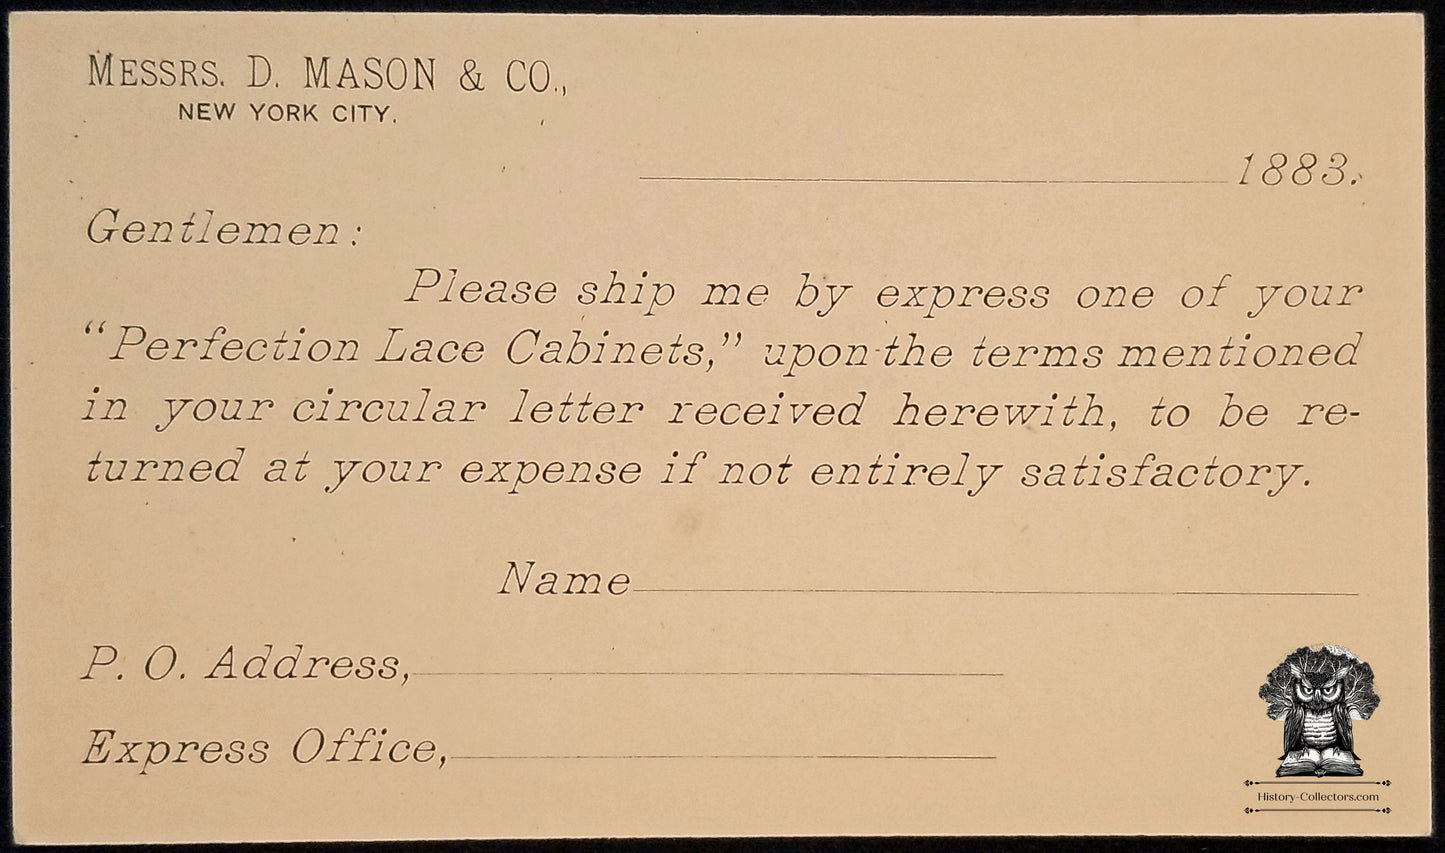 MESSRS. D. MASON & CO.,
NEW YORK CITY.
1883.
Gentlemen:
Please ship me by express one of your
“Perfection Lace Cabinets,” upon the terms mentioned
in your circular letter received herewith, to be re-
turned at your expense if not entirely satisfactory.
Name
P. O. Address,
Express Office,
History-Collectors.com